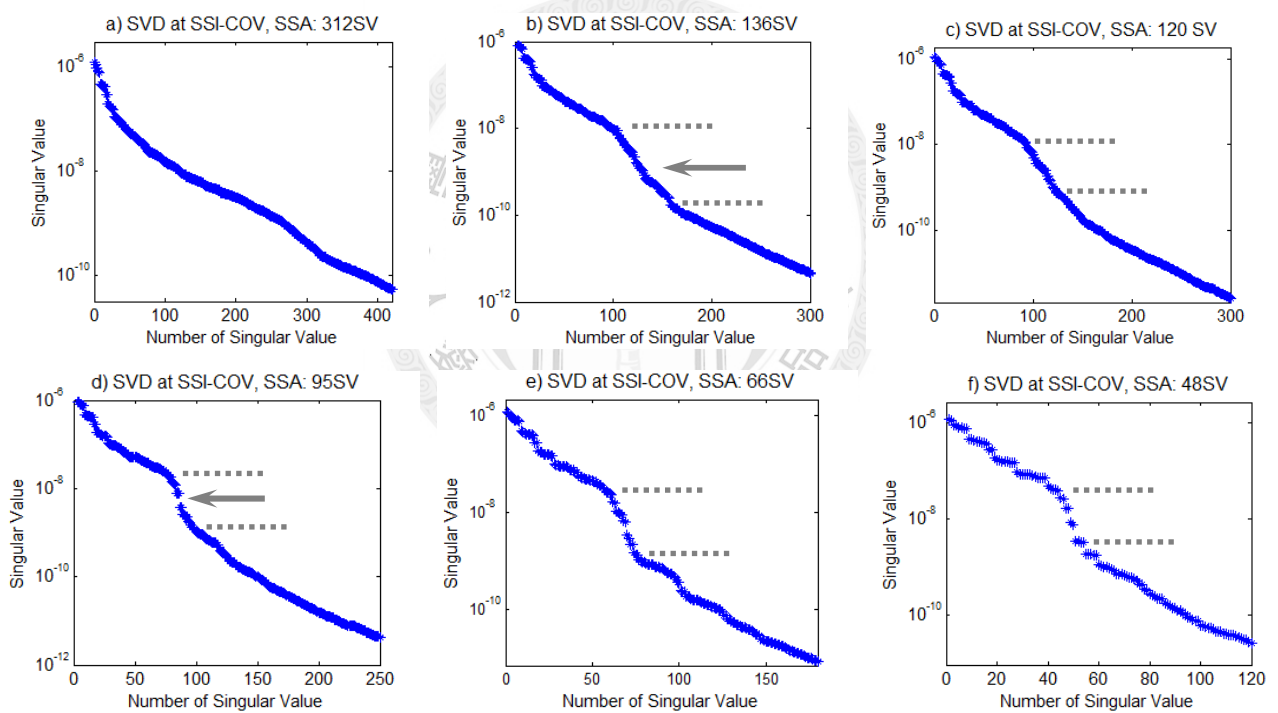 a) SVD at SSI-COV, SSA: 312SV
10^-6
10^-8
10^-10
Singular Value
0 100 200 300 400
Number of Singular Value
b) SVD at SSI-COV, SSA: 136SV
10^-6
10^-8
10^-10
10^-12
Singular Value
0 100 200 300
Number of Singular Value
c) SVD at SSI-COV, SSA: 120 SV
10^-6
10^-8
10^-10
Singular Value
0 100 200 300
Number of Singular Value
d) SVD at SSI-COV, SSA: 95SV
10^-6
10^-8
10^-10
10^-12
Singular Value
0 50 100 150 200 250
Number of Singular Value
e) SVD at SSI-COV, SSA: 66SV
10^-6
10^-8
10^-10
Singular Value
0 50 100 150
Number of Singular Value
f) SVD at SSI-COV, SSA: 48SV
10^-6
10^-8
10^-10
Singular Value
0 20 40 60 80 100 120
Number of Singular Value